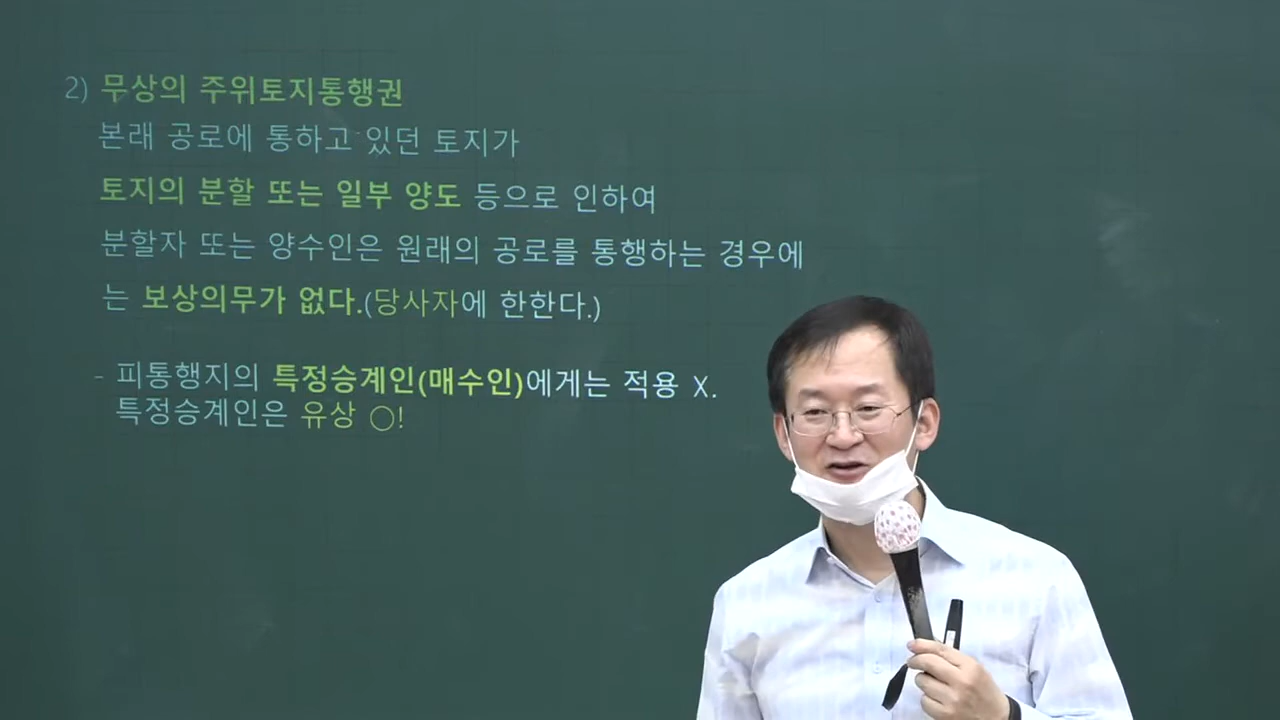 2) 무상의 주위토지통행권
본래 공로에 통하고 있던 토지가
토지의 분할 또는 일부 양도 등으로 인하여
분할자 또는 양수인은 원래의 공로를 통행하는 경우에
는 보상의무가 없다.(당사자에 한한다.)
- 피통행지의 특정승계인(매수인)에게는 적용 X.
특정승계인은 유상 ○!